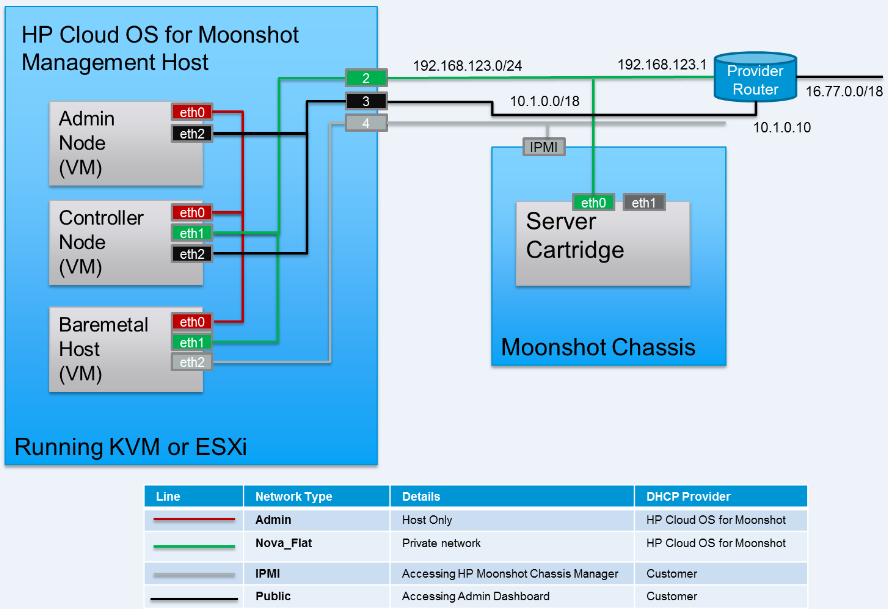 HP Cloud OS for Moonshot
Management Host
Admin
Node
(VM)
eth0
eth2
Controller
Node
(VM)
eth0
eth1
eth2
Baremetal
Host
(VM)
eth0
eth1
eth2
Running KVM or ESXi
2
3
4
192.168.123.0/24
192.168.123.1
10.1.0.0/18
Provider
Router
16.77.0.0/18
10.1.0.10
IPMI
eth0
eth1
Server
Cartridge
Moonshot Chassis
Line Network Type Details DHCP Provider
Admin Host Only HP Cloud OS for Moonshot
Nova_Flat Private network HP Cloud OS for Moonshot
IPMI Accessing HP Moonshot Chassis Manager Customer
Public Accessing Admin Dashboard Customer